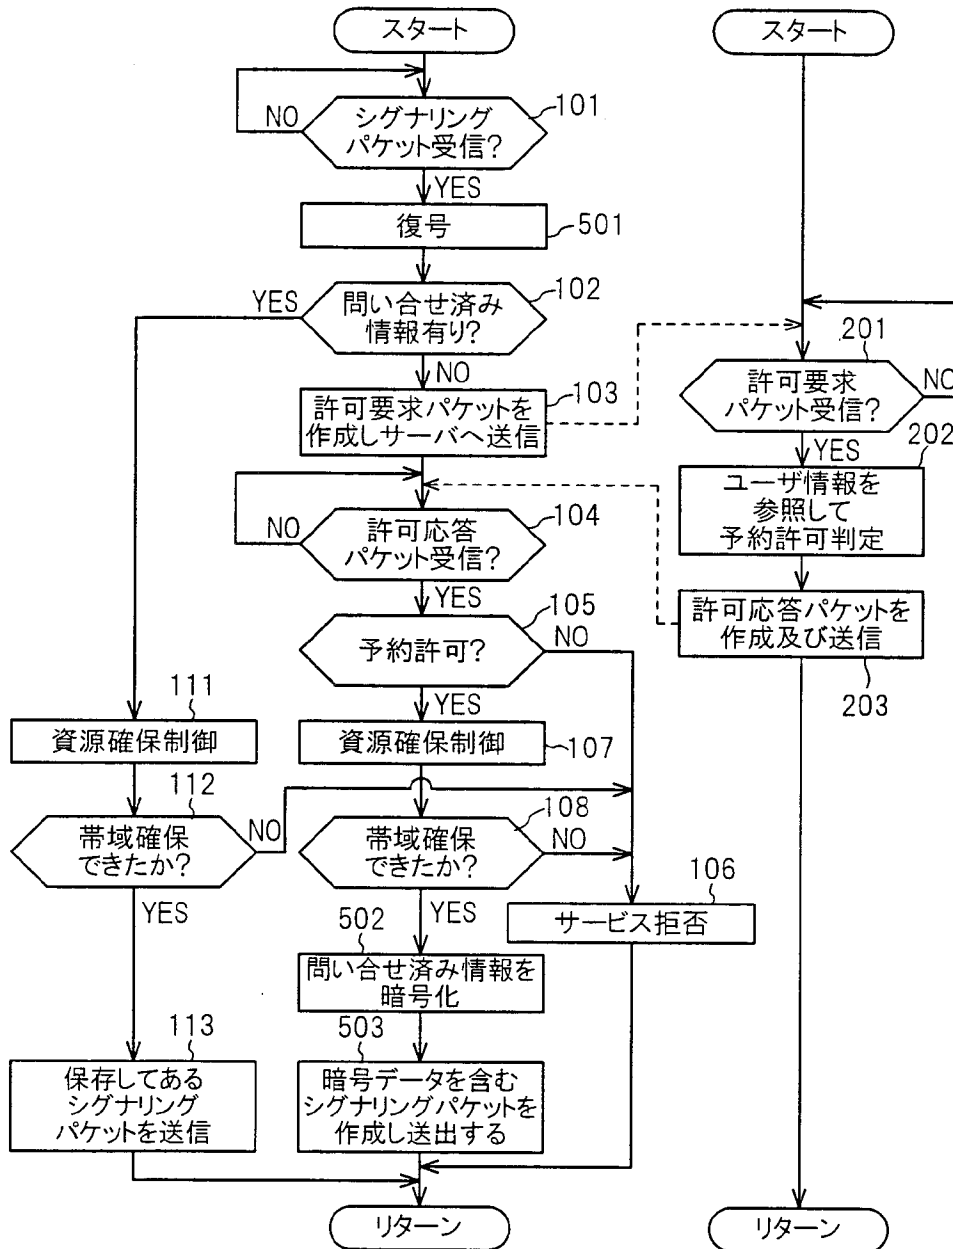 スタート
スタート
101
NO
シグナリング
パケット受信?
YES
復号
501
YES
102
問い合せ済み
情報有り?
201
NO
103
許可要求
パケット受信?
NO
許可要求パケットを
作成しサーバへ送信
YES
202
ユーザ情報を
参照して
予約許可判定
104
NO
許可応答
パケット受信?
YES
105
許可応答パケットを
作成及び送信
予約許可?
NO
203
111
YES
資源確保制御
資源確保制御
107
112
108
帯域確保
できたか?
NO
帯域確保
できたか?
NO
106
YES
YES
サービス拒否
502
問い合せ済み情報を
暗号化
113
503
保存してある
シグナリング
パケットを送信
暗号データを含む
シグナリングパケットを
作成し送出する
リターン
リターン